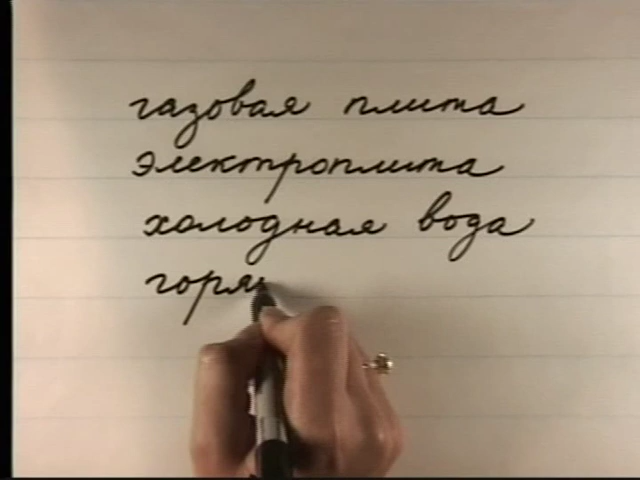 газовая плита
электроплита
холодная вода
горя